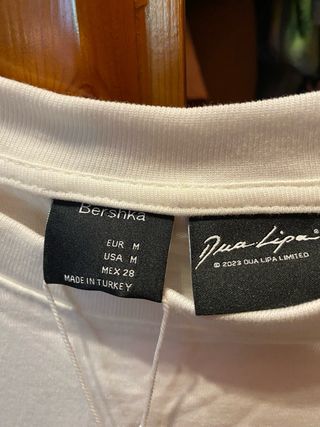 Bershka
EUR M
USA M
MEX 28
MADE IN TURKEY
Dua Lipa®
© 2023 DUA LIPA LIMITED